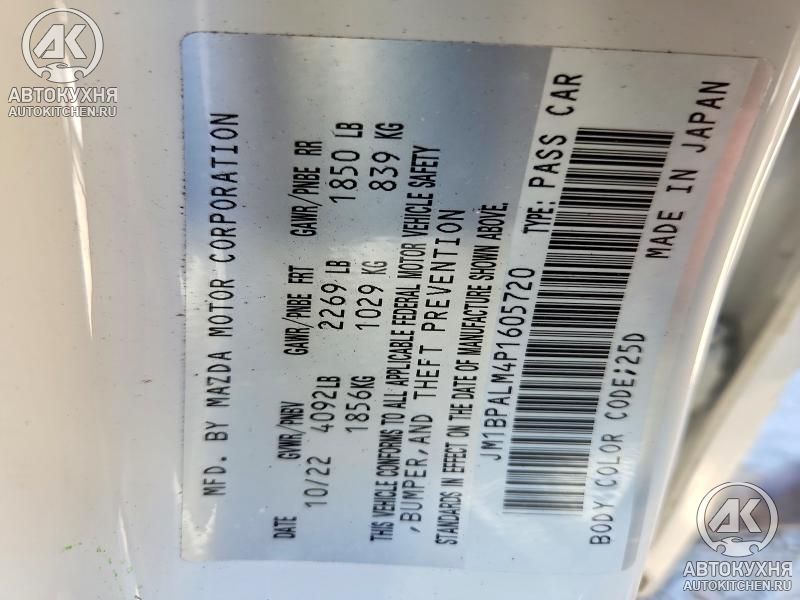 AK
АВТОКУХНЯ
AUTOKITCHEN.RU
MFD. BY MAZDA MOTOR CORPORATION
DATE GVWR/PNBV GAWR/PNBE FRT GAWR/PNBE RR
10/22 4092LB 2269 LB 1850 LB
1856KG 1029 KG 839 KG
THIS VEHICLE CONFORMS TO ALL APPLICABLE FEDERAL MOTOR VEHICLE SAFETY
,BUMPER,AND THEFT PREVENTION
STANDARDS IN EFFECT ON THE DATE OF MANUFACTURE SHOWN ABOVE.
JM1BPALM4P1605720 TYPE: PASS CAR
BODY COLOR CODE;25D MADE IN JAPAN
AK
АВТОКУХНЯ
AUTOKITCHEN.RU